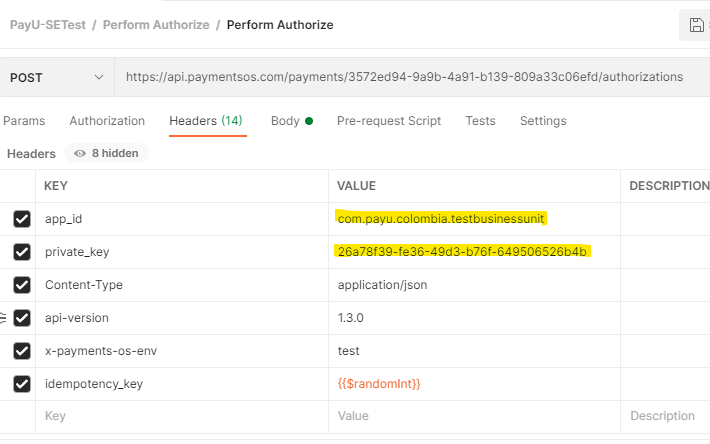 PayU-SETest / Perform Authorize / Perform Authorize
POST https://api.paymentsos.com/payments/3572ed94-9a9b-4a91-b139-809a33c06efd/authorizations
Params Authorization Headers (14) Body Pre-request Script Tests Settings
Headers 8 hidden
KEY VALUE DESCRIPTION
app_id com.payu.colombia.testbusinessunit
private_key 26a78f39-fe36-49d3-b76f-649506526b4b
Content-Type application/json
api-version 1.3.0
x-payments-os-env test
idempotency_key {{$randomInt}}
Key Value Description